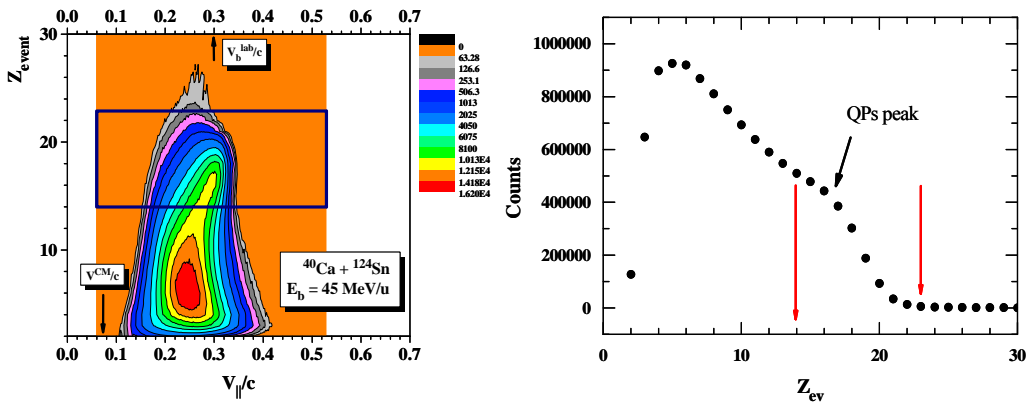 0.0 0.1 0.2 0.3 0.4 0.5 0.6 0.7
30
20
10
Z_event
V_b^lab/c
V^CM/c
^40Ca + ^124Sn
E_b = 45 MeV/u
0.0 0.1 0.2 0.3 0.4 0.5 0.6 0.7
V_||/c
0
63.28
126.6
253.1
506.3
1013
2025
4050
6075
8100
1.013E4
1.215E4
1.418E4
1.620E4
1000000
800000
600000
400000
200000
0
Counts
QPs peak
0 10 20 30
Z_ev